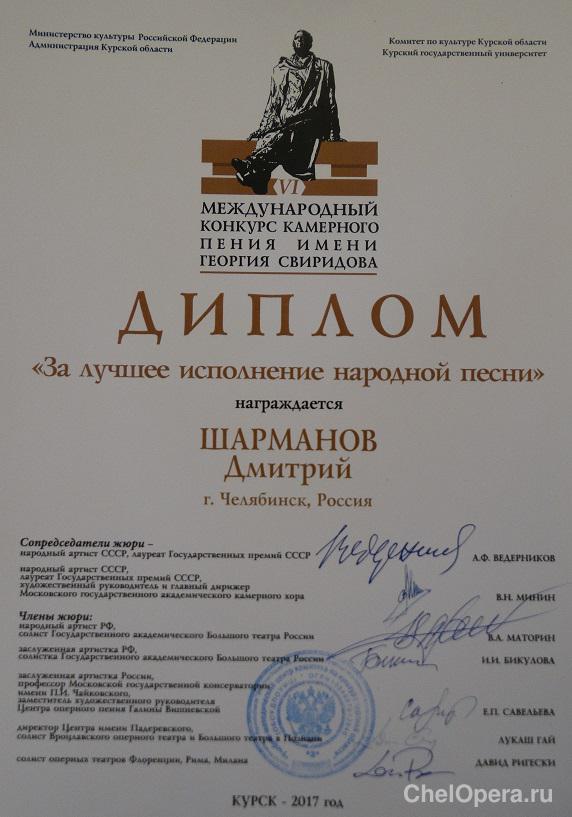 Министерство культуры Российской Федерации
Администрация Курской области
Комитет по культуре Курской области
Курский государственный университет
VI
МЕЖДУНАРОДНЫЙ
КОНКУРС КАМЕРНОГО
ПЕНИЯ ИМЕНИ
ГЕОРГИЯ СВИРИДОВА
ДИПЛОМ
«За лучшее исполнение народной песни»
награждается
ШАРМАНОВ
Дмитрий
г. Челябинск, Россия
Сопредседатели жюри –
народный артист СССР, лауреат Государственных премий СССР
А.Ф. ВЕДЕРНИКОВ
народный артист СССР,
лауреат Государственных премий СССР,
художественный руководитель и главный дирижер
Московского государственного академического камерного хора
В.Н. МИНИН
Члены жюри:
народный артист РФ,
солист Государственного академического Большого театра России
В.А. МАТОРИН
заслуженная артистка РФ,
солистка Государственного академического Большого театра России
И.И. БИКУЛОВА
заслуженная артистка России,
профессор Московской государственной консерватории
имени П.И. Чайковского,
заместитель художественного руководителя
Центра оперного пения Галины Вишневской
Е.П. САВЕЛЬЕВА
директор Центра имени Падеревского,
солист Вроцлавского оперного театра и Большого театра в Познани
ЛУКАШ ГАЙ
солист оперных театров Флоренции, Рима, Милана
ДАВИД РИГЕСКИ
КУРСК - 2017 год
ChelOpera.ru